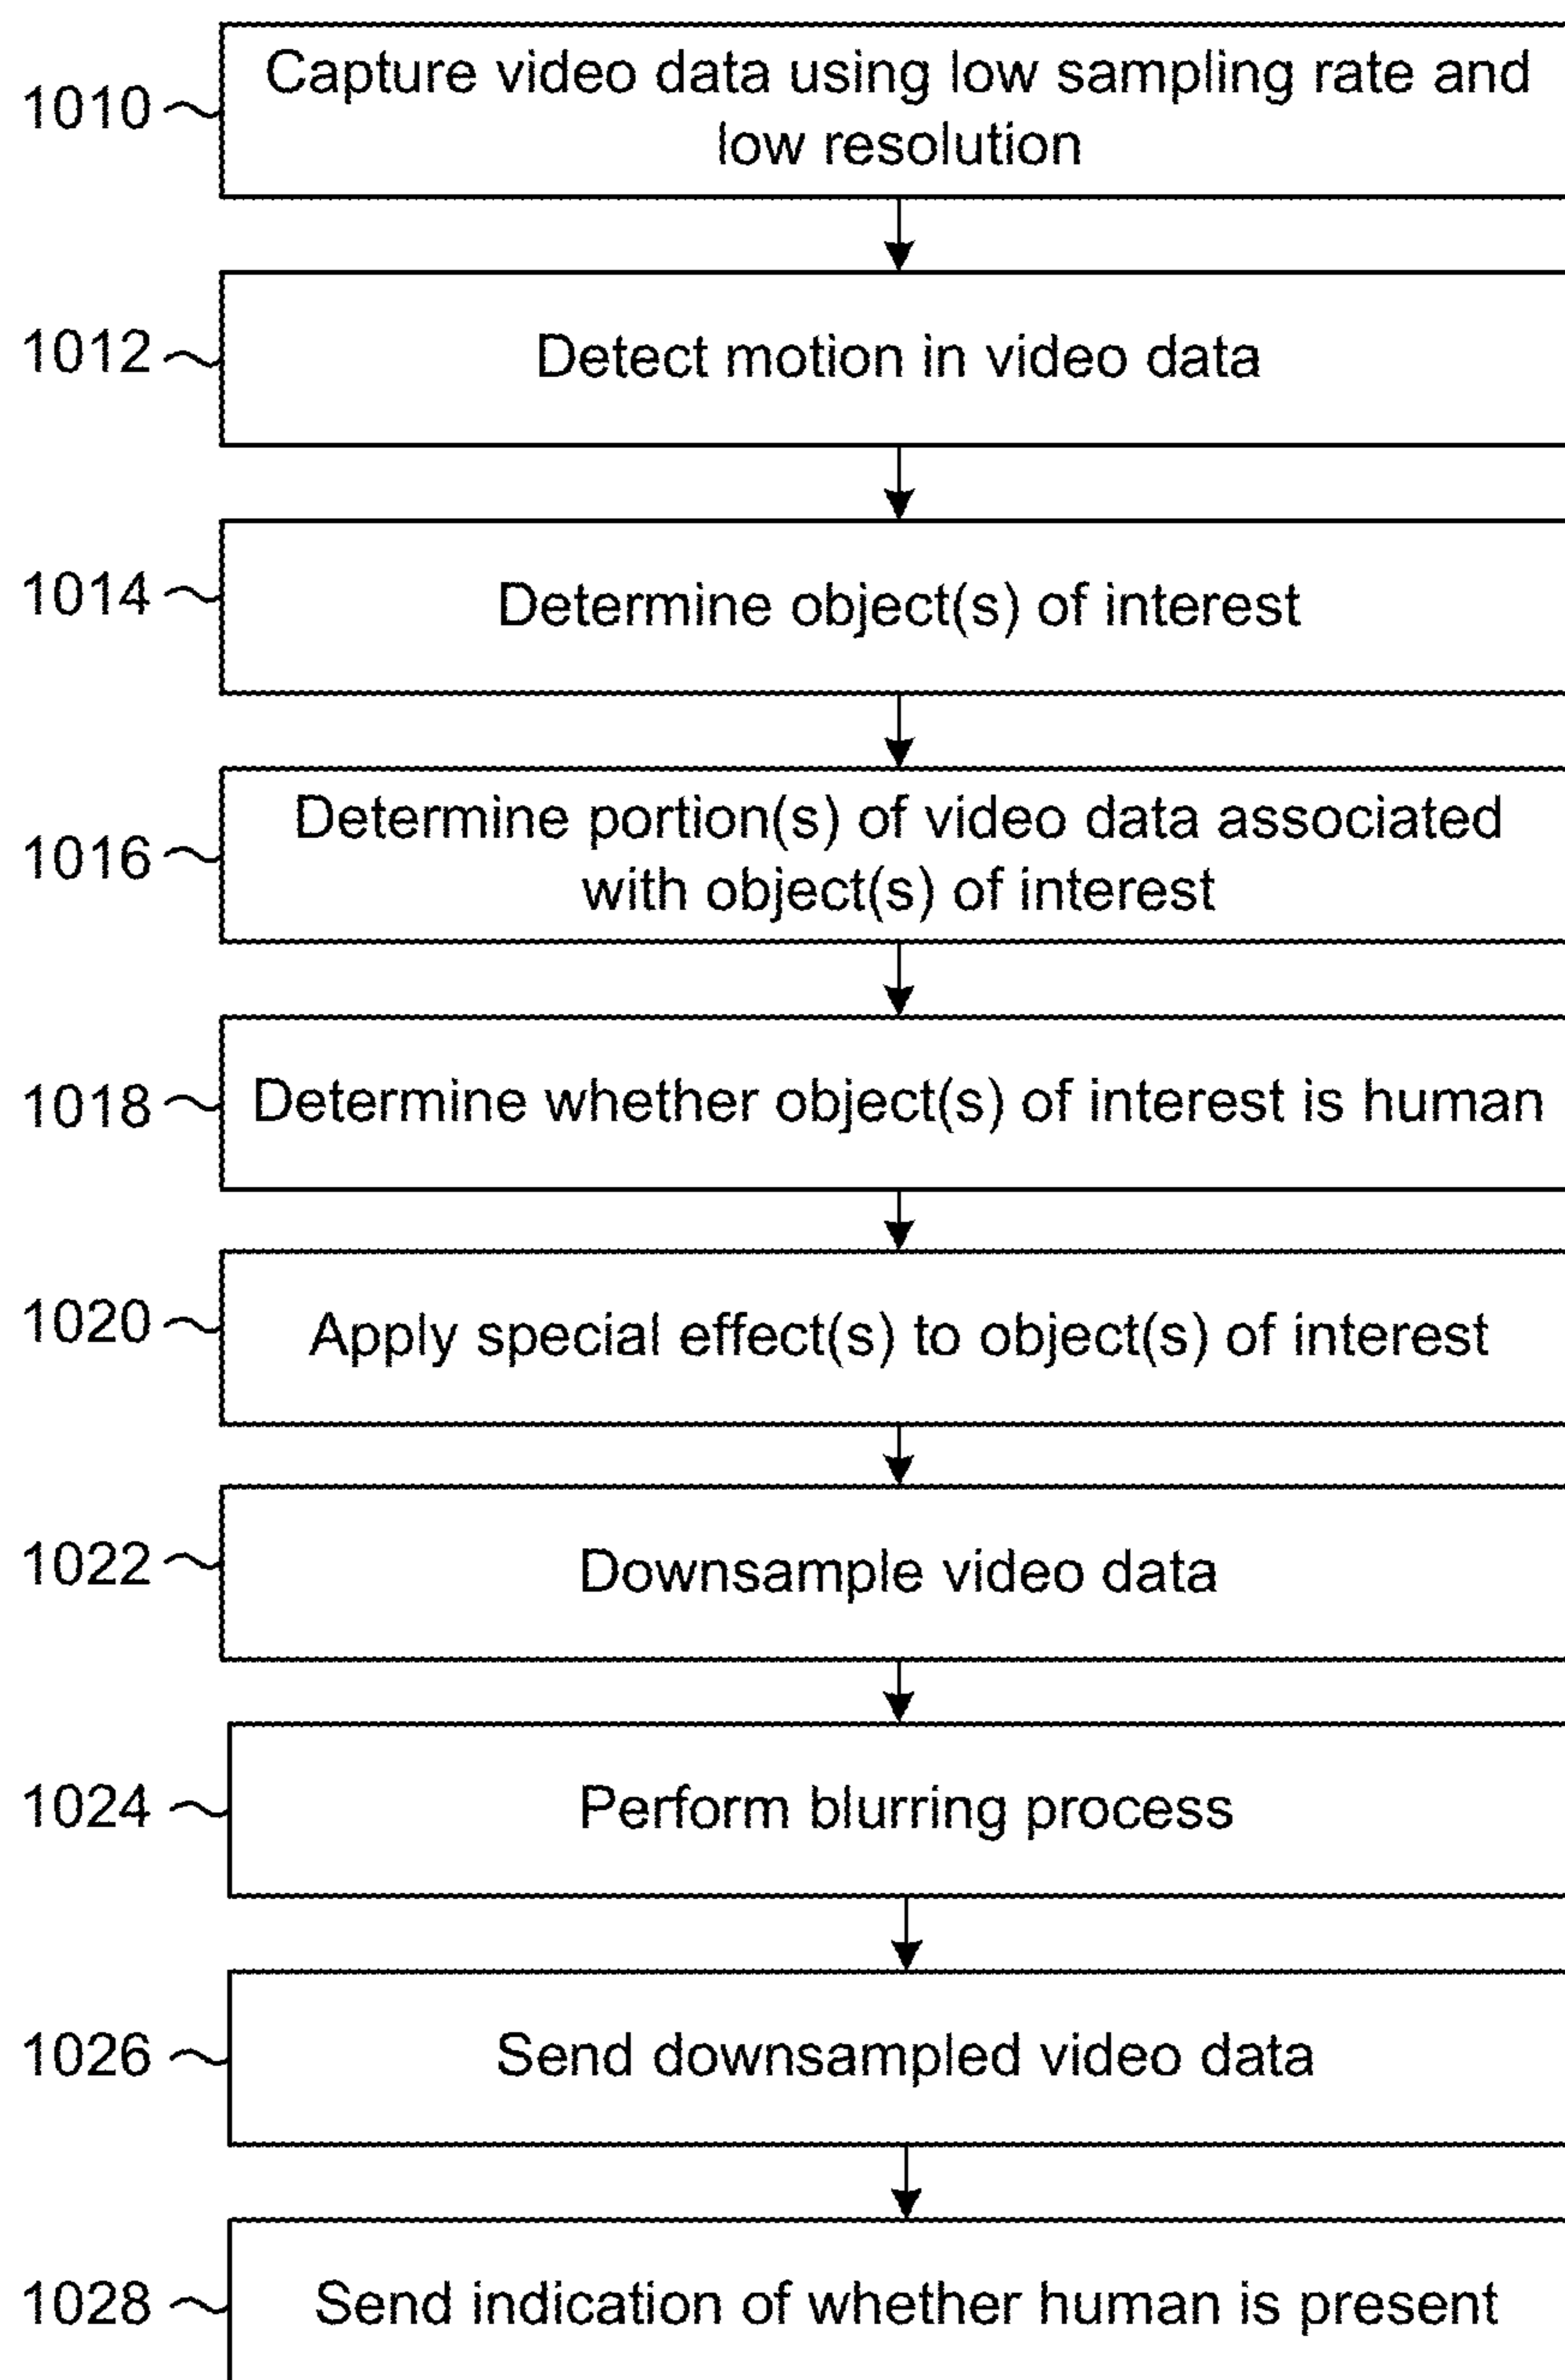 1010 Capture video data using low sampling rate and
low resolution
1012 Detect motion in video data
1014 Determine object(s) of interest
1016 Determine portion(s) of video data associated
with object(s) of interest
1018 Determine whether object(s) of interest is human
1020 Apply special effect(s) to object(s) of interest
1022 Downsample video data
1024 Perform blurring process
1026 Send downsampled video data
1028 Send indication of whether human is present